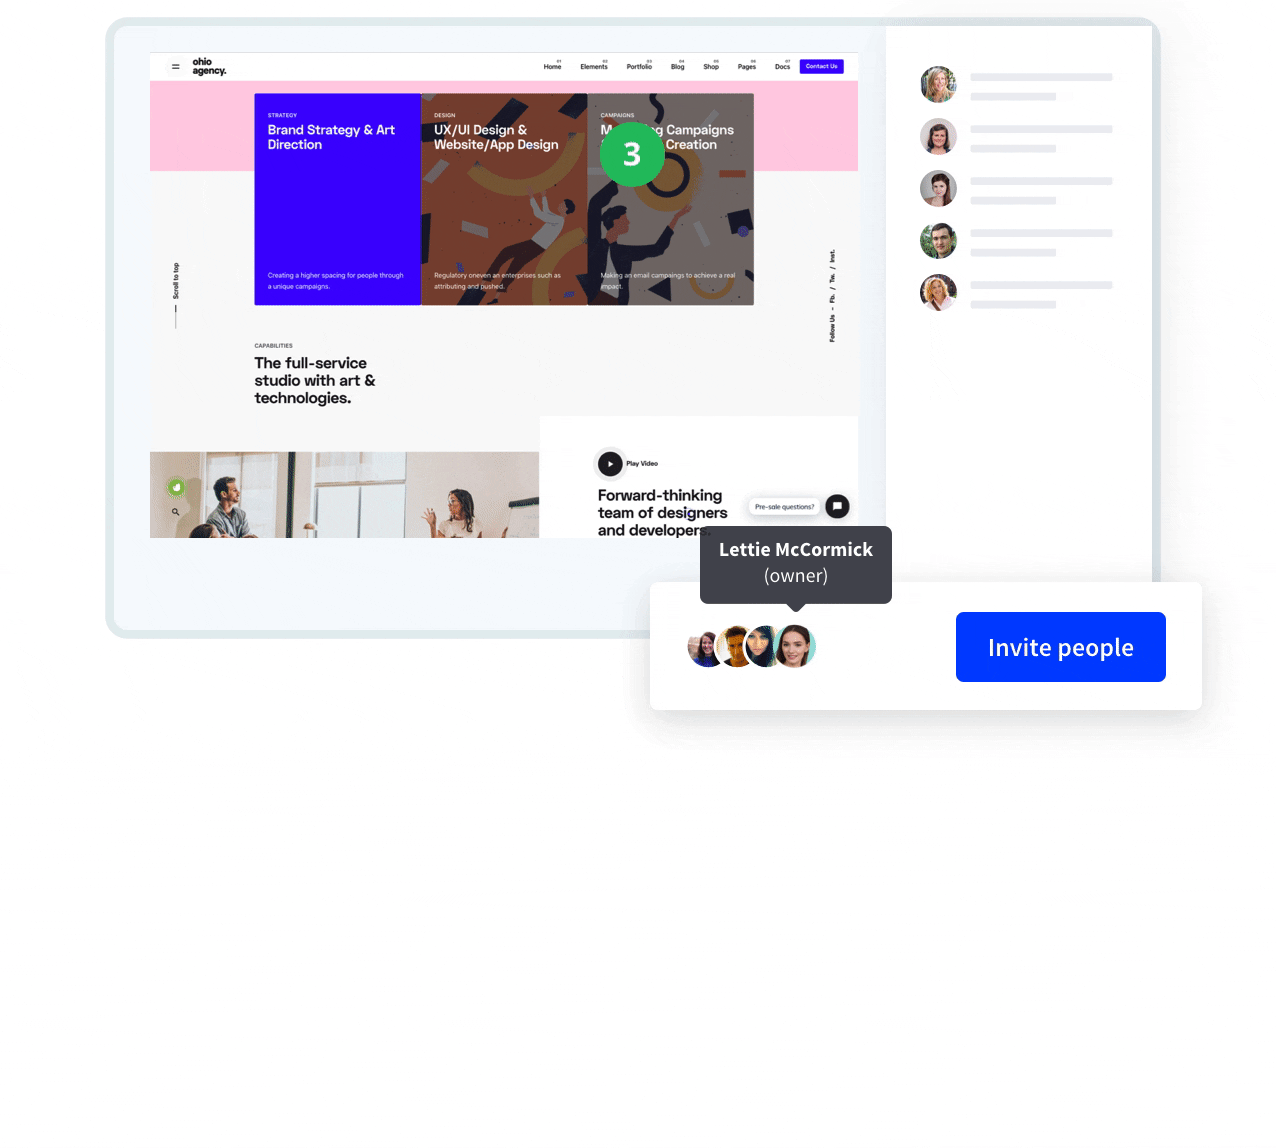 ohio
agency.
01 02 03 04 05 06 07
Home Elements Portfolio Blog Shop Pages Docs Contact Us
STRATEGY
Brand Strategy & Art
Direction
Creating a higher spacing for people through
a unique campaigns.
DESIGN
UX/UI Design &
Website/App Design
Regulatory oneven an enterprises such as
attributing and pushed.
CAMPAIGNS
Campaigns
Creation
3
Making an email campaings to achieve a real
impact.
Scroll to top
Follow Us – Fb. / Tw. / Inst.
CAPABILITIES
The full-service
studio with art &
technologies.
Play Video
Forward-thinking
team of designers
and developers.
Pre-sale questions?
Lettie McCormick
(owner)
Invite people